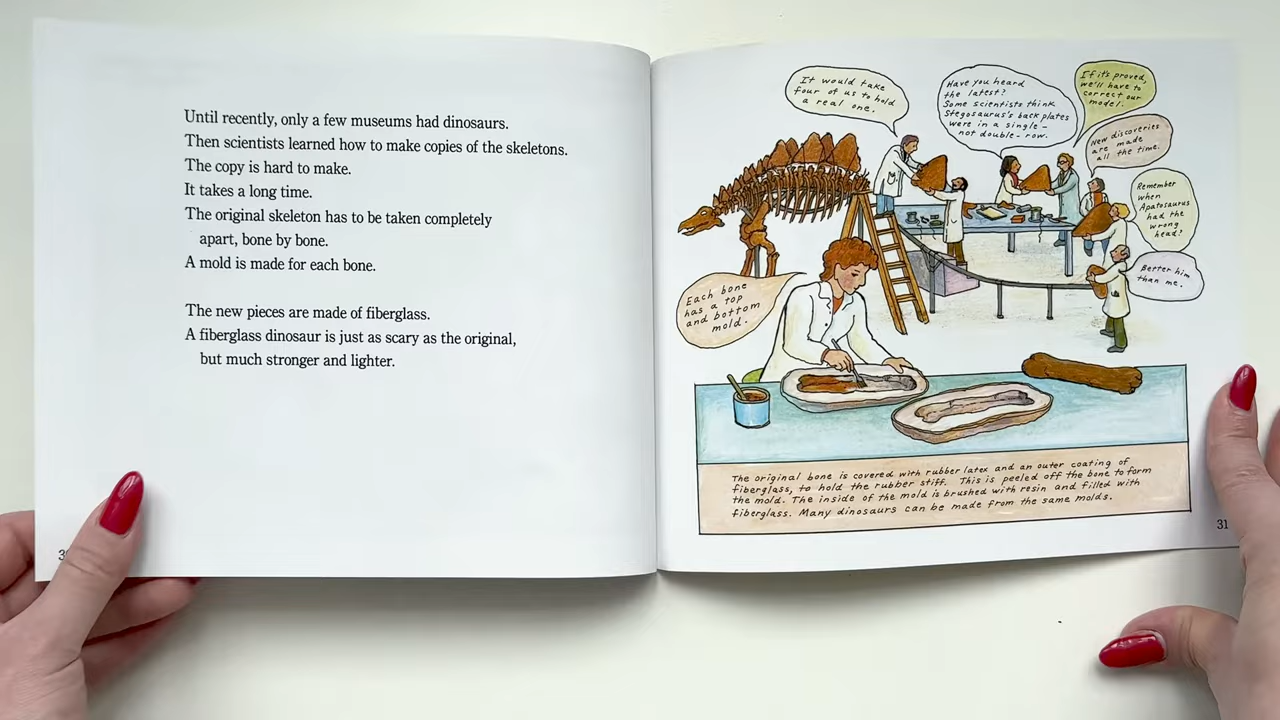 Until recently, only a few museums had dinosaurs.
Then scientists learned how to make copies of the skeletons.
The copy is hard to make.
It takes a long time.
The original skeleton has to be taken completely
apart, bone by bone.
A mold is made for each bone.
The new pieces are made of fiberglass.
A fiberglass dinosaur is just as scary as the original,
but much stronger and lighter.
It would take
four of us to hold
a real one.
Have you heard
the latest?
Some scientists think
Stegosaurus's back plates
were in a single-
not double-row.
If it's proved,
we'll have to
correct our
model.
New discoveries
are made
all the time.
Remember
when
Apatosaurus
had the
wrong
head?
Better him
than me.
Each bone
has a top
and bottom
mold.
The original bone is covered with rubber latex and an outer coating of
fiberglass, to hold the rubber stiff. This is peeled off the bone to form
the mold. The inside of the mold is brushed with resin and filled with
fiberglass. Many dinosaurs can be made from the same molds.
31